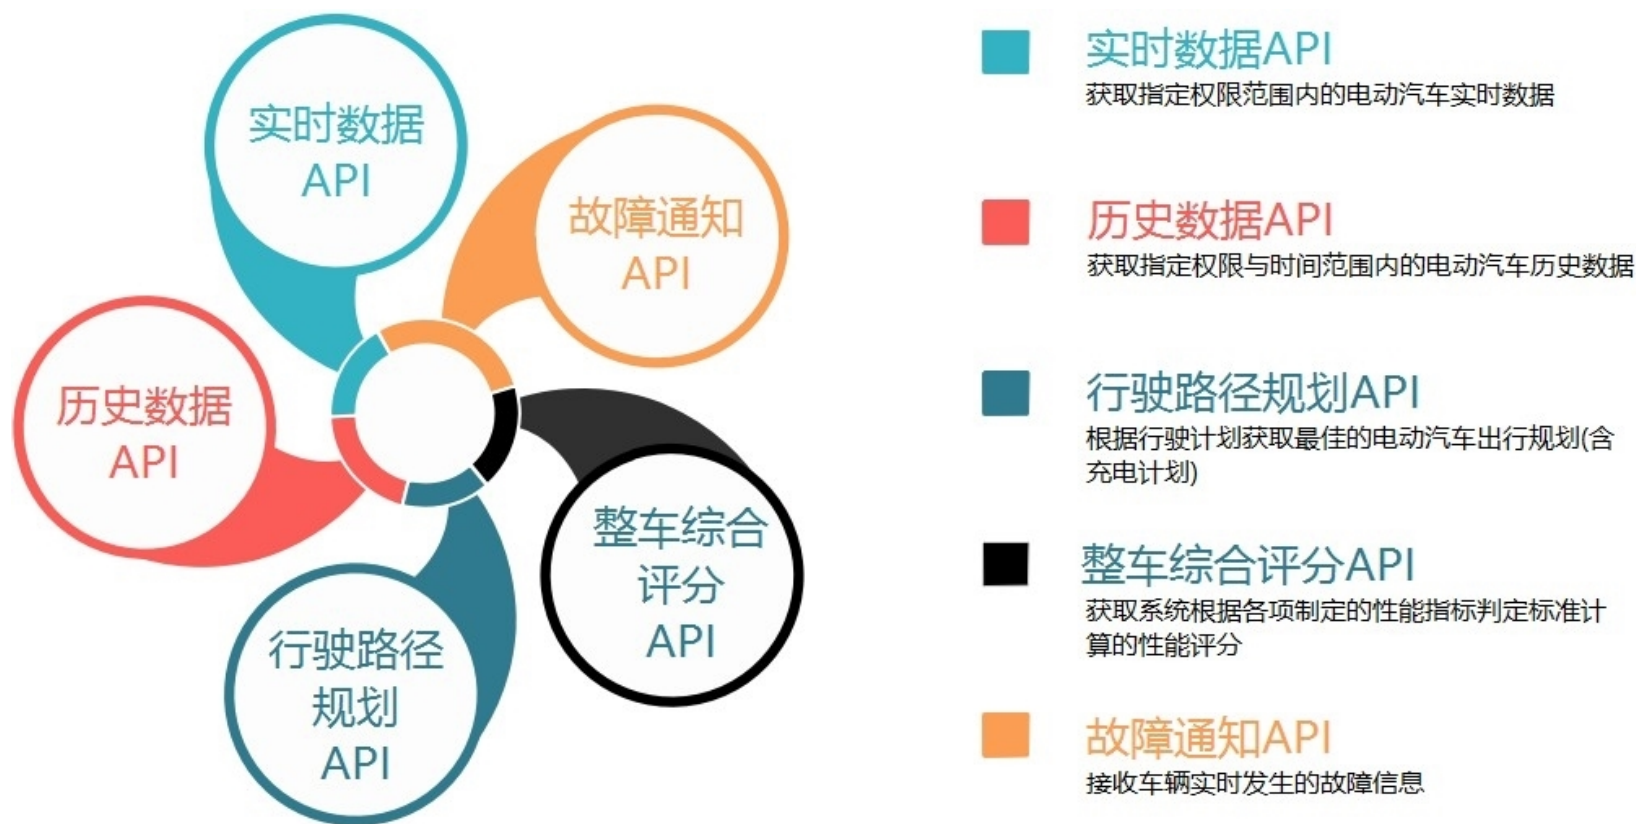 实时数据
API
故障通知
API
历史数据
API
整车综合
评分
API
行驶路径
规划
API
实时数据API
获取指定权限范围内的电动汽车实时数据
历史数据API
获取指定权限与时间范围内的电动汽车历史数据
行驶路径规划API
根据行驶计划获取最佳的电动汽车出行规划(含
充电计划)
整车综合评分API
获取系统根据各项制定的性能指标判定标准计
算的性能评分
故障通知API
接收车辆实时发生的故障信息